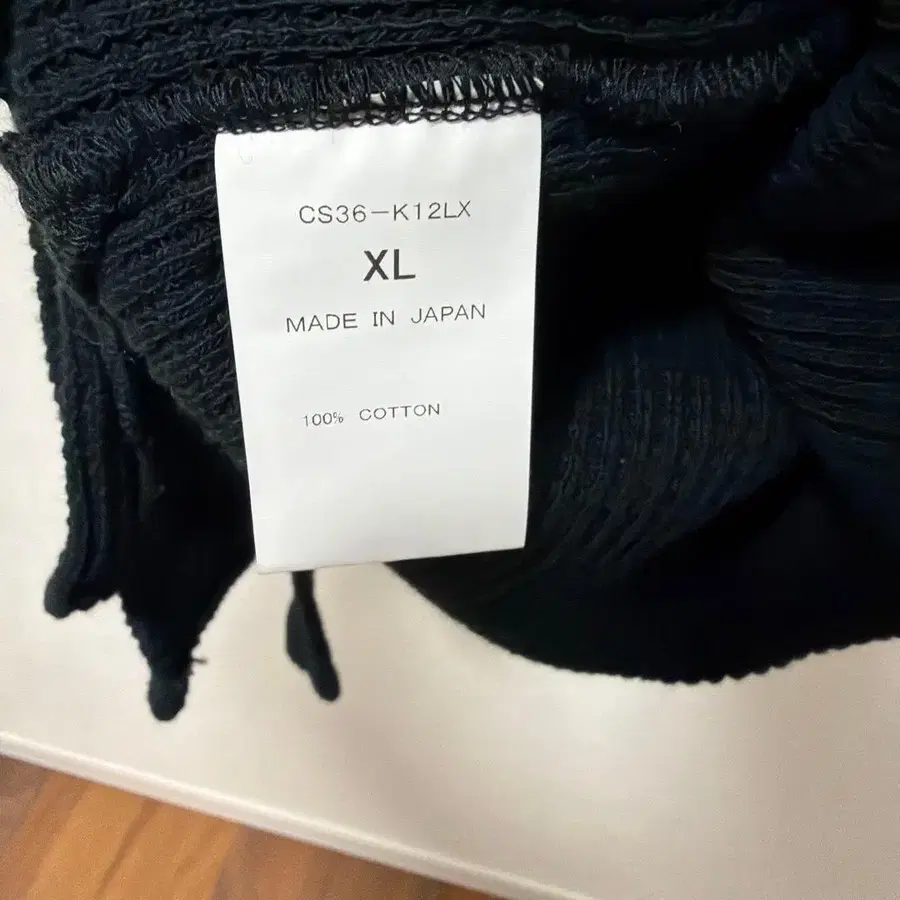 CS36-K12LX
XL
MADE IN JAPAN
100% COTTON